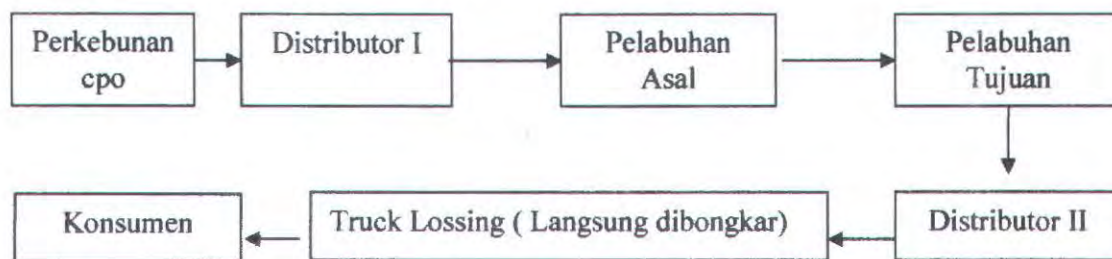 Perkebunan
cpo
Distributor I
Pelabuhan
Asal
Pelabuhan
Tujuan
Konsumen
Truck Lossing ( Langsung dibongkar)
Distributor II